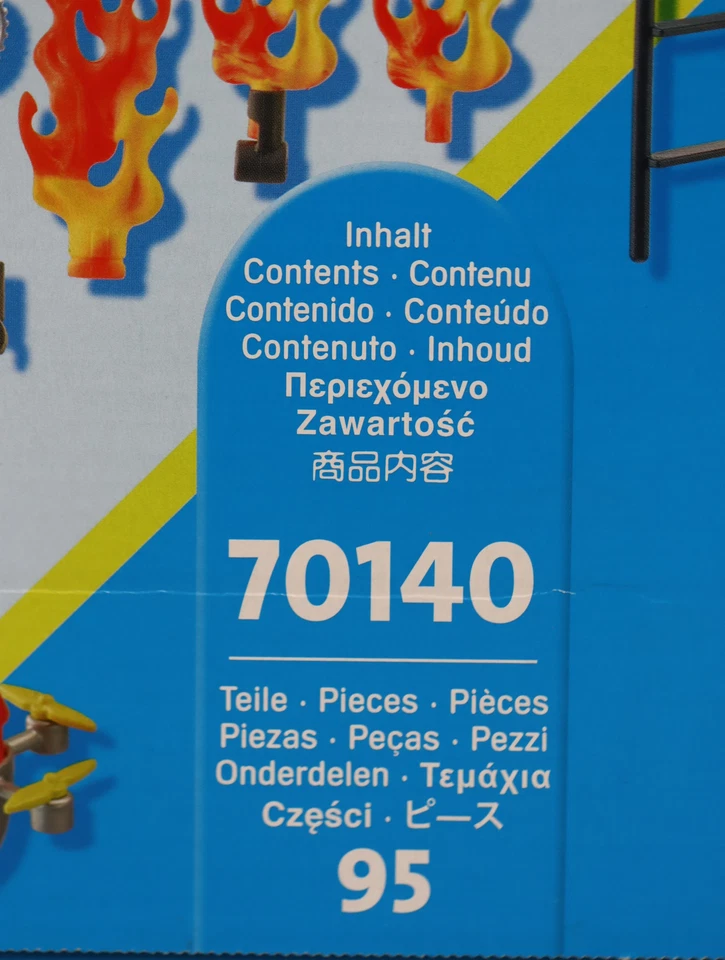 Inhalt
Contents · Contenu
Contenido · Conteúdo
Contenuto · Inhoud
Περιεχόμενο
Zawartość
商品内容
70140
Teile · Pieces · Pièces
Piezas · Peças · Pezzi
Onderdelen · Τεμάχια
Części · ピース
95